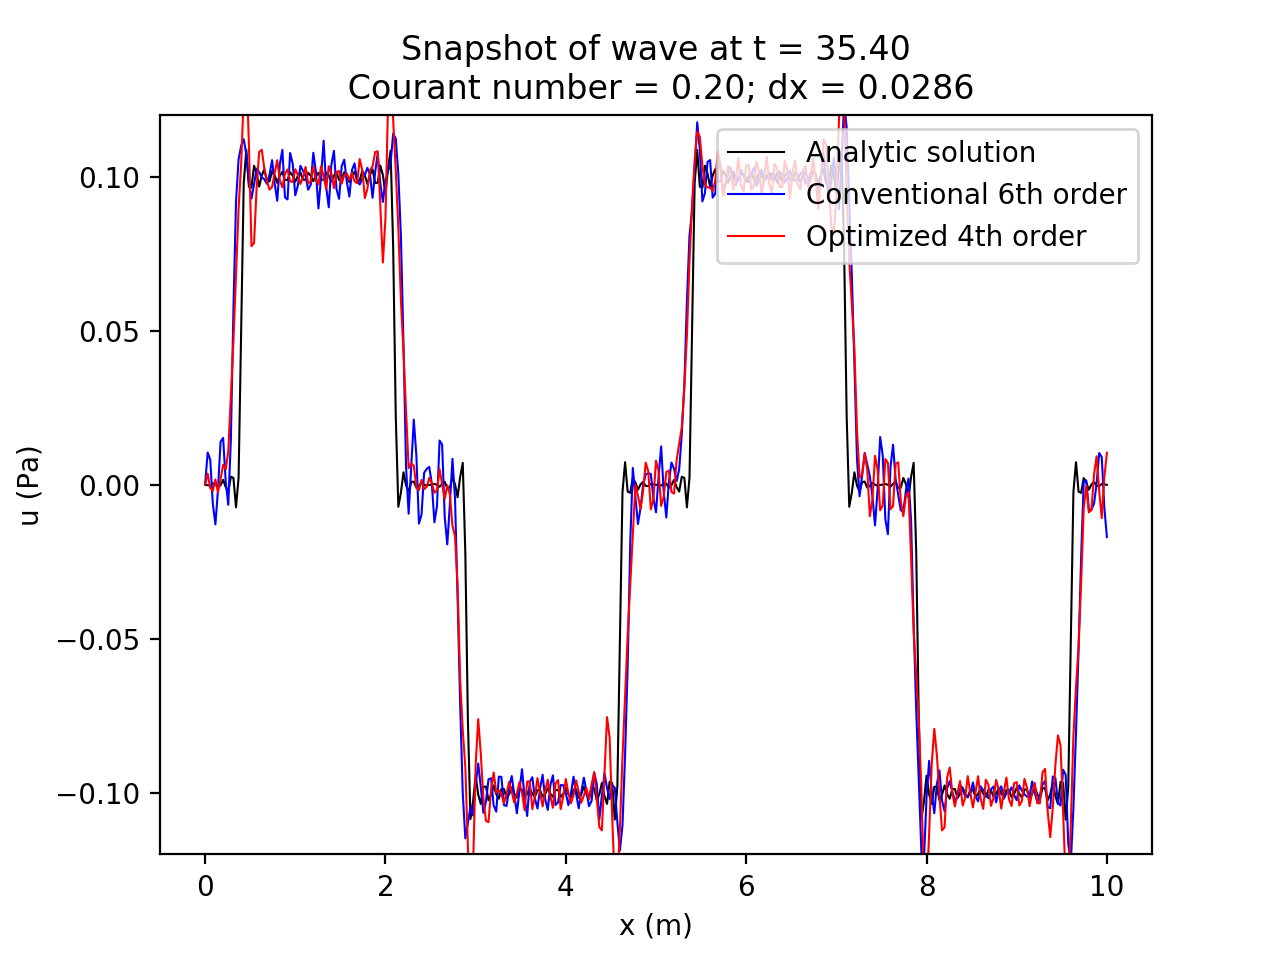 Snapshot of wave at t = 35.40
Courant number = 0.20; dx = 0.0286
Analytic solution
Conventional 6th order
Optimized 4th order
0.10
0.05
0.00
−0.05
−0.10
u (Pa)
0 2 4 6 8 10
x (m)